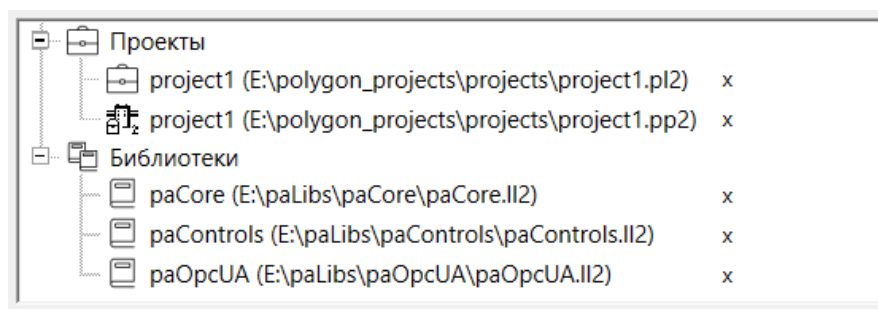 Проекты
project1 (E:\polygon_projects\projects\project1.pl2) x
project1 (E:\polygon_projects\projects\project1.pp2) x
Библиотеки
paCore (E:\paLibs\paCore\paCore.ll2) x
paControls (E:\paLibs\paControls\paControls.ll2) x
paOpcUA (E:\paLibs\paOpcUA\paOpcUA.ll2) x